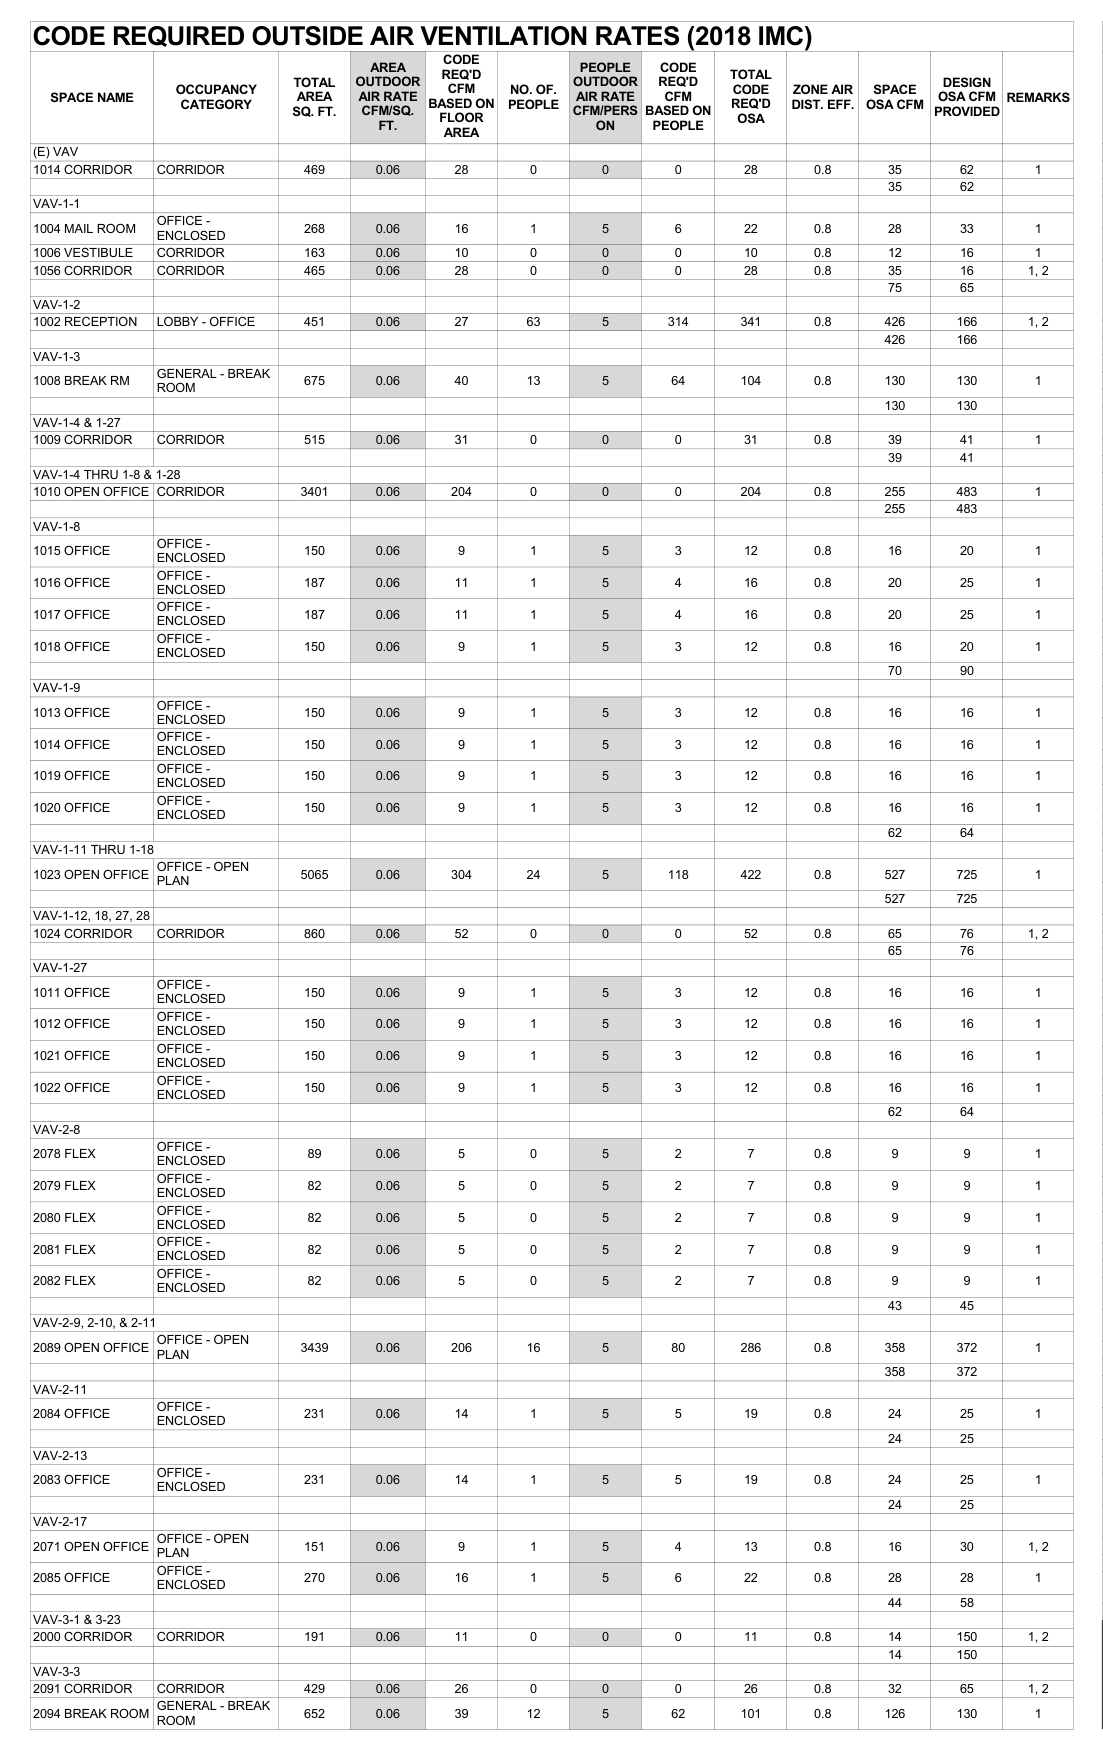 CODE REQUIRED OUTSIDE AIR VENTILATION RATES (2018 IMC)
SPACE NAME OCCUPANCY CATEGORY TOTAL AREA SQ. FT. AREA OUTDOOR AIR RATE CFM/SQ. FT. CODE REQ'D CFM BASED ON FLOOR AREA NO. OF. PEOPLE PEOPLE OUTDOOR AIR RATE CFM/PERS ON CODE REQ'D CFM BASED ON PEOPLE TOTAL CODE REQ'D OSA ZONE AIR DIST. EFF. SPACE OSA CFM DESIGN OSA CFM PROVIDED REMARKS
(E) VAV
1014 CORRIDOR CORRIDOR 469 0.06 28 0 0 0 28 0.8 35 62 1
35 62
VAV-1-1
1004 MAIL ROOM OFFICE - ENCLOSED 268 0.06 16 1 5 6 22 0.8 28 33 1
1006 VESTIBULE CORRIDOR 163 0.06 10 0 0 0 10 0.8 12 16 1
1056 CORRIDOR CORRIDOR 465 0.06 28 0 0 0 28 0.8 35 16 1, 2
75 65
VAV-1-2
1002 RECEPTION LOBBY - OFFICE 451 0.06 27 63 5 314 341 0.8 426 166 1, 2
426 166
VAV-1-3
1008 BREAK RM GENERAL - BREAK ROOM 675 0.06 40 13 5 64 104 0.8 130 130 1
130 130
VAV-1-4 & 1-27
1009 CORRIDOR CORRIDOR 515 0.06 31 0 0 0 31 0.8 39 41 1
39 41
VAV-1-4 THRU 1-8 & 1-28
1010 OPEN OFFICE CORRIDOR 3401 0.06 204 0 0 0 204 0.8 255 483 1
255 483
VAV-1-8
1015 OFFICE OFFICE - ENCLOSED 150 0.06 9 1 5 3 12 0.8 16 20 1
1016 OFFICE OFFICE - ENCLOSED 187 0.06 11 1 5 4 16 0.8 20 25 1
1017 OFFICE OFFICE - ENCLOSED 187 0.06 11 1 5 4 16 0.8 20 25 1
1018 OFFICE OFFICE - ENCLOSED 150 0.06 9 1 5 3 12 0.8 16 20 1
70 90
VAV-1-9
1013 OFFICE OFFICE - ENCLOSED 150 0.06 9 1 5 3 12 0.8 16 16 1
1014 OFFICE OFFICE - ENCLOSED 150 0.06 9 1 5 3 12 0.8 16 16 1
1019 OFFICE OFFICE - ENCLOSED 150 0.06 9 1 5 3 12 0.8 16 16 1
1020 OFFICE OFFICE - ENCLOSED 150 0.06 9 1 5 3 12 0.8 16 16 1
62 64
VAV-1-11 THRU 1-18
1023 OPEN OFFICE OFFICE - OPEN PLAN 5065 0.06 304 24 5 118 422 0.8 527 725 1
527 725
VAV-1-12, 18, 27, 28
1024 CORRIDOR CORRIDOR 860 0.06 52 0 0 0 52 0.8 65 76 1, 2
65 76
VAV-1-27
1011 OFFICE OFFICE - ENCLOSED 150 0.06 9 1 5 3 12 0.8 16 16 1
1012 OFFICE OFFICE - ENCLOSED 150 0.06 9 1 5 3 12 0.8 16 16 1
1021 OFFICE OFFICE - ENCLOSED 150 0.06 9 1 5 3 12 0.8 16 16 1
1022 OFFICE OFFICE - ENCLOSED 150 0.06 9 1 5 3 12 0.8 16 16 1
62 64
VAV-2-8
2078 FLEX OFFICE - ENCLOSED 89 0.06 5 0 5 2 7 0.8 9 9 1
2079 FLEX OFFICE - ENCLOSED 82 0.06 5 0 5 2 7 0.8 9 9 1
2080 FLEX OFFICE - ENCLOSED 82 0.06 5 0 5 2 7 0.8 9 9 1
2081 FLEX OFFICE - ENCLOSED 82 0.06 5 0 5 2 7 0.8 9 9 1
2082 FLEX OFFICE - ENCLOSED 82 0.06 5 0 5 2 7 0.8 9 9 1
43 45
VAV-2-9, 2-10, & 2-11
2089 OPEN OFFICE OFFICE - OPEN PLAN 3439 0.06 206 16 5 80 286 0.8 358 372 1
358 372
VAV-2-11
2084 OFFICE OFFICE - ENCLOSED 231 0.06 14 1 5 5 19 0.8 24 25 1
24 25
VAV-2-13
2083 OFFICE OFFICE - ENCLOSED 231 0.06 14 1 5 5 19 0.8 24 25 1
24 25
VAV-2-17
2071 OPEN OFFICE OFFICE - OPEN PLAN 151 0.06 9 1 5 4 13 0.8 16 30 1, 2
2085 OFFICE OFFICE - ENCLOSED 270 0.06 16 1 5 6 22 0.8 28 28 1
44 58
VAV-3-1 & 3-23
2000 CORRIDOR CORRIDOR 191 0.06 11 0 0 0 11 0.8 14 150 1, 2
14 150
VAV-3-3
2091 CORRIDOR CORRIDOR 429 0.06 26 0 0 0 26 0.8 32 65 1, 2
2094 BREAK ROOM GENERAL - BREAK ROOM 652 0.06 39 12 5 62 101 0.8 126 130 1